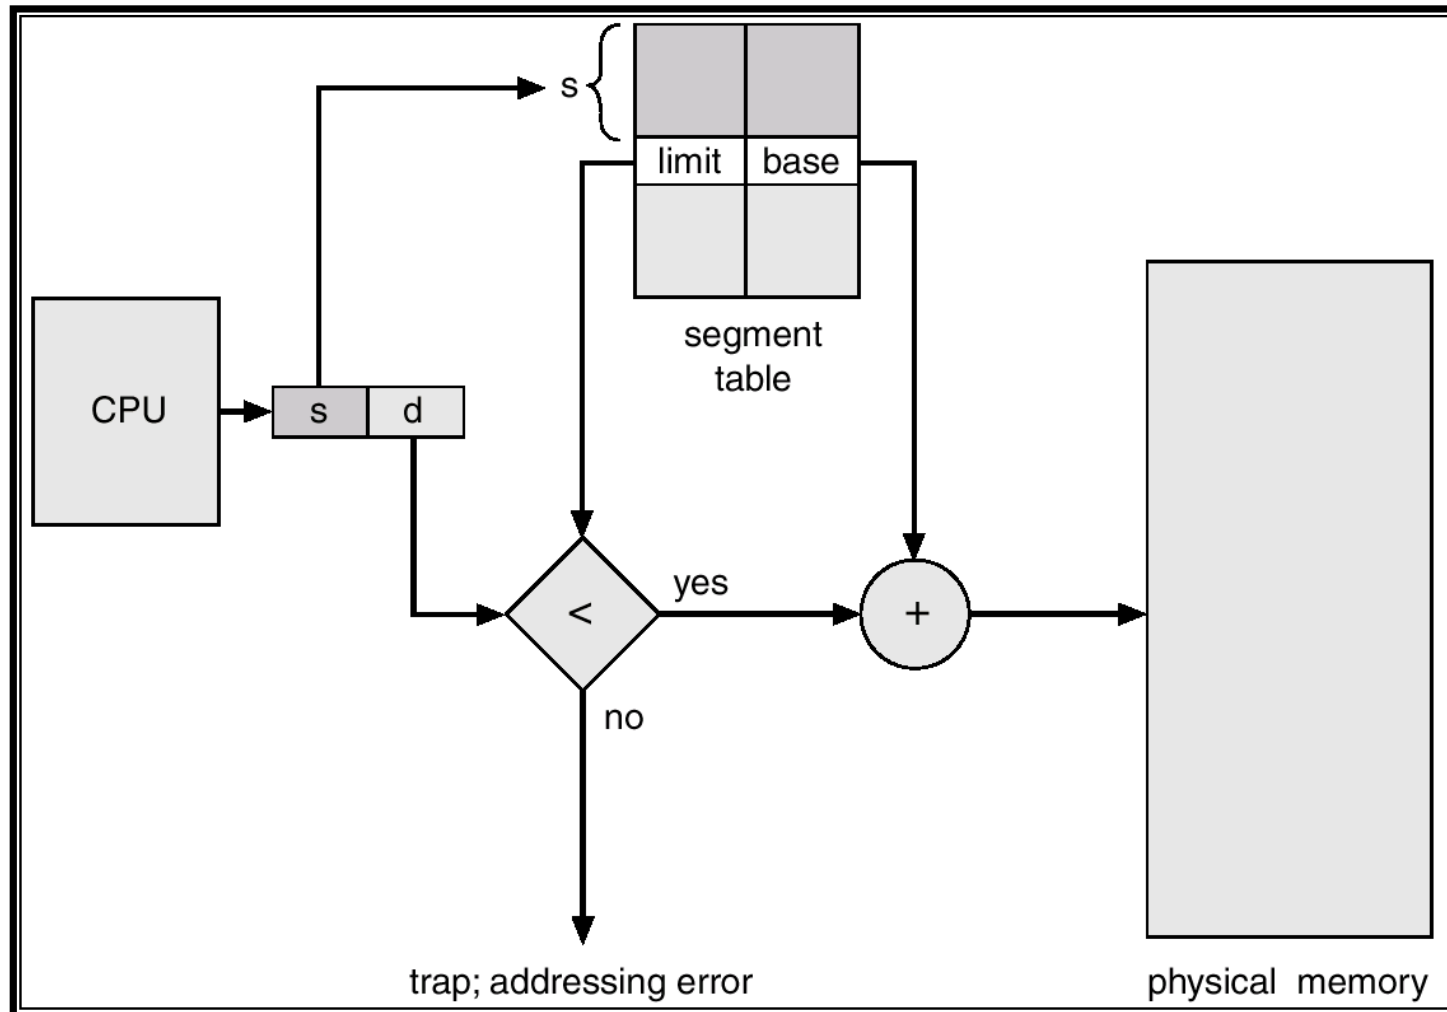 s
limit base
segment
table
CPU
s d
<
yes
+
no
trap; addressing error
physical memory